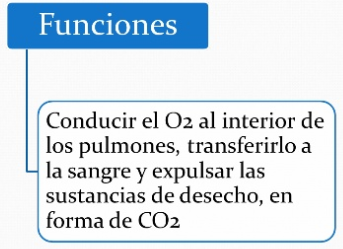 Funciones
Conducir el O2 al interior de
los pulmones, transferirlo a
la sangre y expulsar las
sustancias de desecho, en
forma de CO2